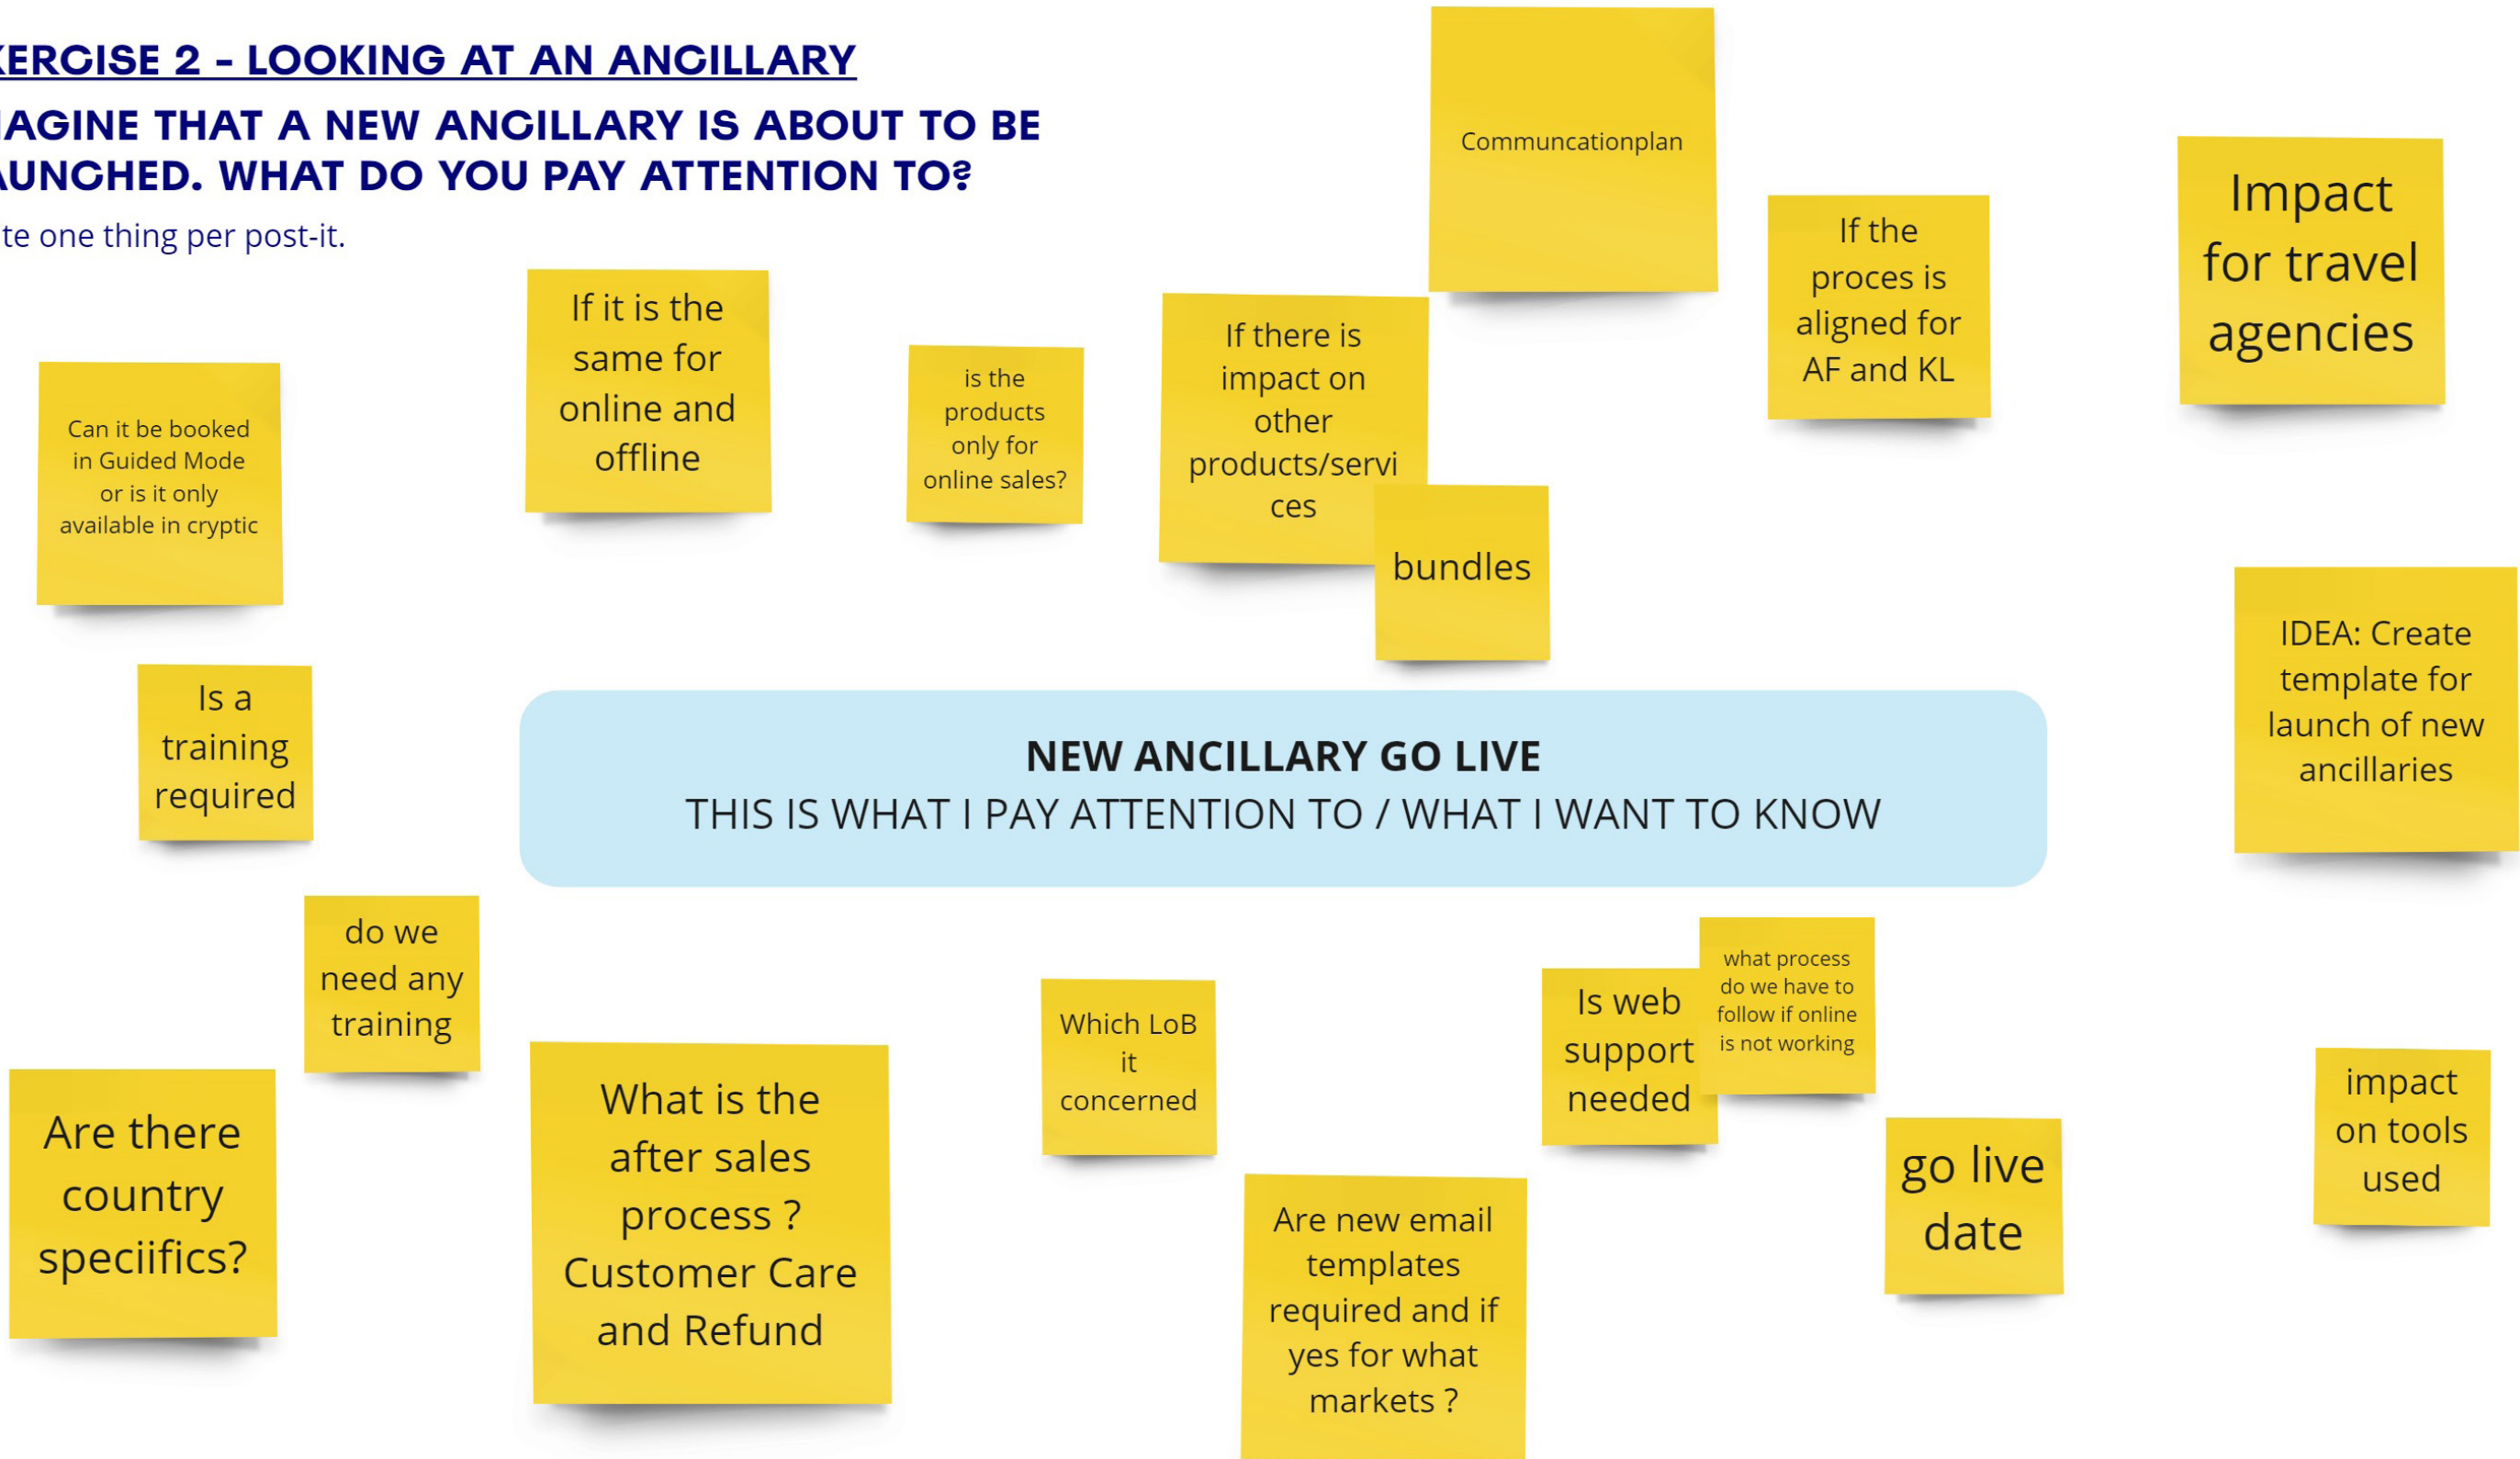 XERCISE 2 - LOOKING AT AN ANCILLARY
MAGINE THAT A NEW ANCILLARY IS ABOUT TO BE
AUNCHED. WHAT DO YOU PAY ATTENTION TO?
te one thing per post-it.
Communcationplan
If the
proces is
aligned for
AF and KL
Impact
for travel
agencies
If it is the
same for
online and
offline
is the
products
only for
online sales?
If there is
impact on
other
products/servi
ces
Can it be booked
in Guided Mode
or is it only
available in cryptic
bundles
IDEA: Create
template for
launch of new
ancillaries
Is a
training
required
NEW ANCILLARY GO LIVE
THIS IS WHAT I PAY ATTENTION TO / WHAT I WANT TO KNOW
do we
need any
training
Which LoB
it
concerned
Is web
support
needed
what process
do we have to
follow if online
is not working
Are there
country
speciifics?
What is the
after sales
process ?
Customer Care
and Refund
Are new email
templates
required and if
yes for what
markets ?
go live
date
impact
on tools
used